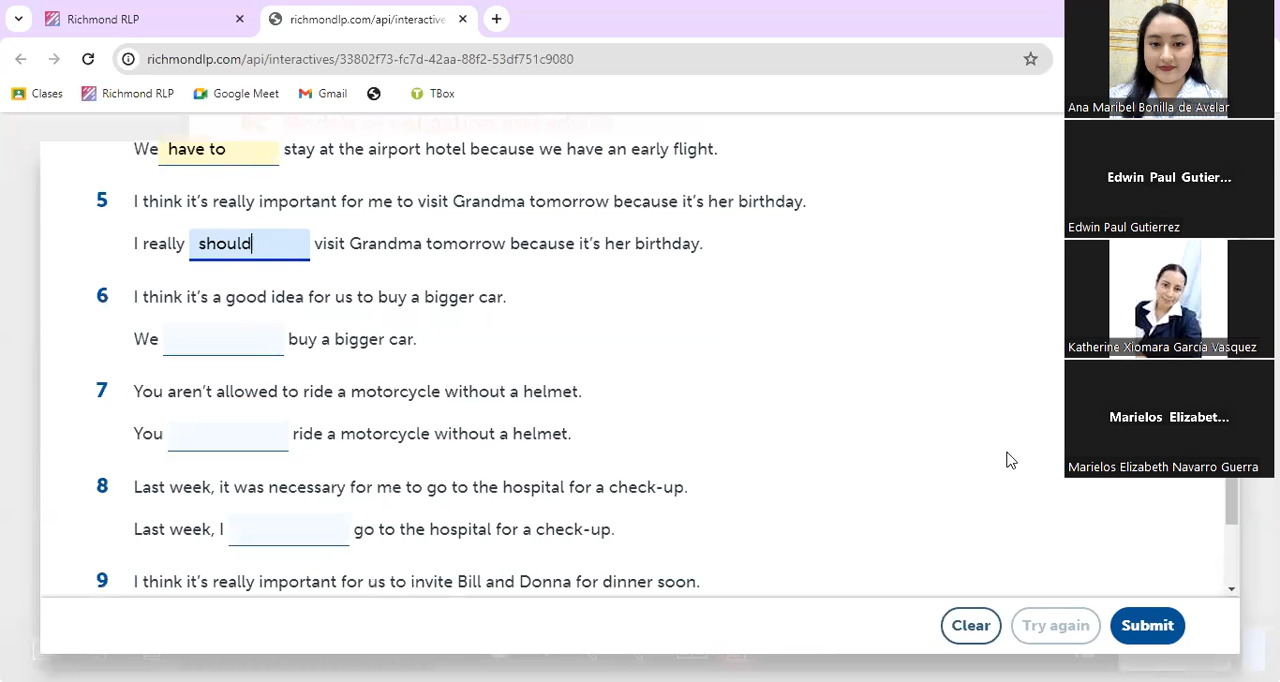 Richmond RLP
richmondlp.com/api/interactive
richmondlp.com/api/interactives/33802f73-fc7d-42aa-88f2-53df751c9080
Clases
Richmond RLP
Google Meet
Gmail
TBox
We have to stay at the airport hotel because we have an early flight.
5 I think it's really important for me to visit Grandma tomorrow because it's her birthday.
I really should visit Grandma tomorrow because it's her birthday.
6 I think it's a good idea for us to buy a bigger car.
We buy a bigger car.
7 You aren't allowed to ride a motorcycle without a helmet.
You ride a motorcycle without a helmet.
8 Last week, it was necessary for me to go to the hospital for a check-up.
Last week, I go to the hospital for a check-up.
9 I think it's really important for us to invite Bill and Donna for dinner soon.
Clear
Try again
Submit
Ana Maribel Bonilla de Avelar
Edwin Paul Gutierr...
Edwin Paul Gutierrez
Katherine Xiomara García Vasquez
Marielos Elizabet...
Marielos Elizabeth Navarro Guerra